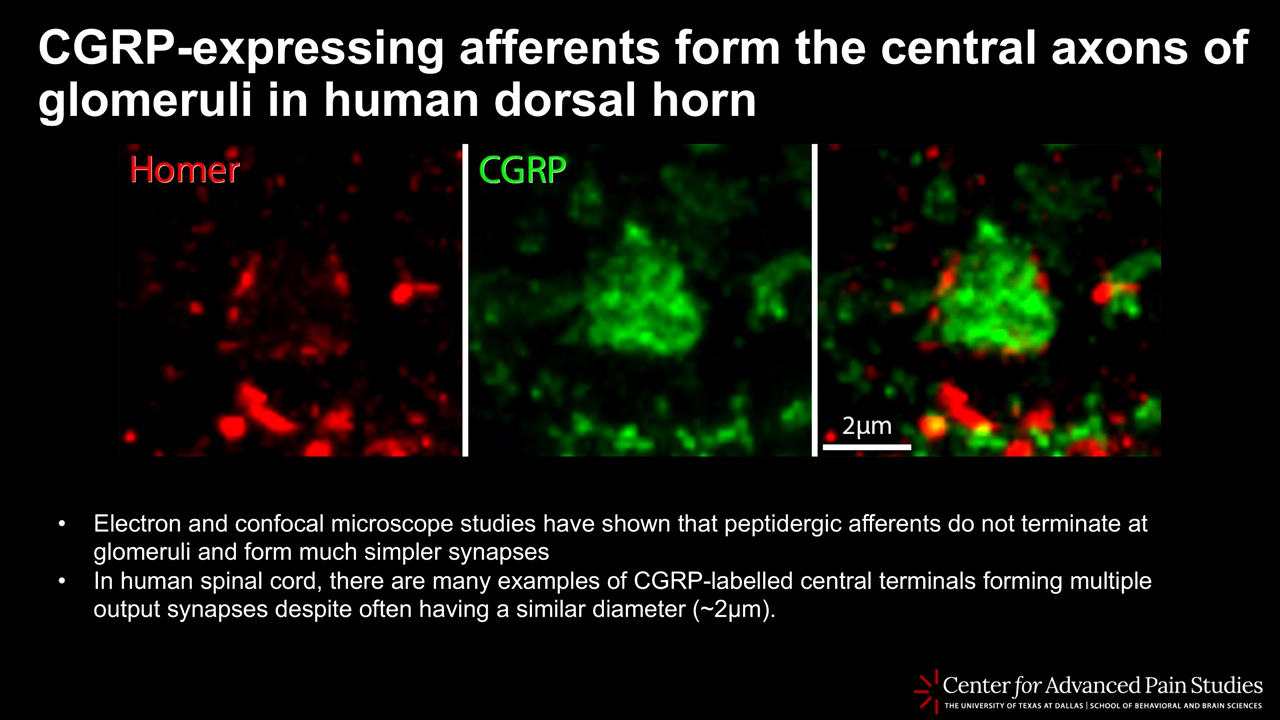 CGRP-expressing afferents form the central axons of
glomeruli in human dorsal horn
Homer
CGRP
2µm
• Electron and confocal microscope studies have shown that peptidergic afferents do not terminate at
glomeruli and form much simpler synapses
• In human spinal cord, there are many examples of CGRP-labelled central terminals forming multiple
output synapses despite often having a similar diameter (~2µm).
Center for Advanced Pain Studies
THE UNIVERSITY OF TEXAS AT DALLAS | SCHOOL OF BEHAVIORAL AND BRAIN SCIENCES